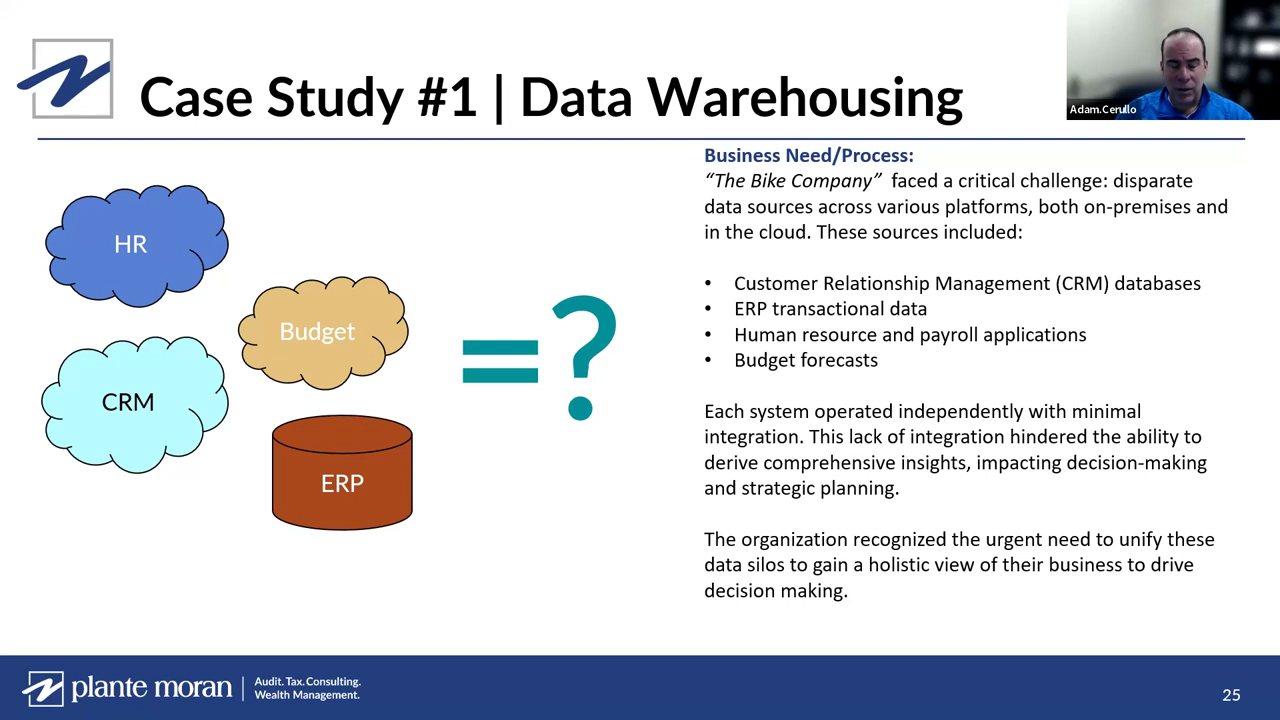 Case Study #1 | Data Warehousing
Adam.Cerullo
HR
Budget
CRM
ERP
=?
Business Need/Process:
“The Bike Company” faced a critical challenge: disparate
data sources across various platforms, both on-premises and
in the cloud. These sources included:
• Customer Relationship Management (CRM) databases
• ERP transactional data
• Human resource and payroll applications
• Budget forecasts
Each system operated independently with minimal
integration. This lack of integration hindered the ability to
derive comprehensive insights, impacting decision-making
and strategic planning.
The organization recognized the urgent need to unify these
data silos to gain a holistic view of their business to drive
decision making.
plante moran
Audit. Tax. Consulting.
Wealth Management.
25